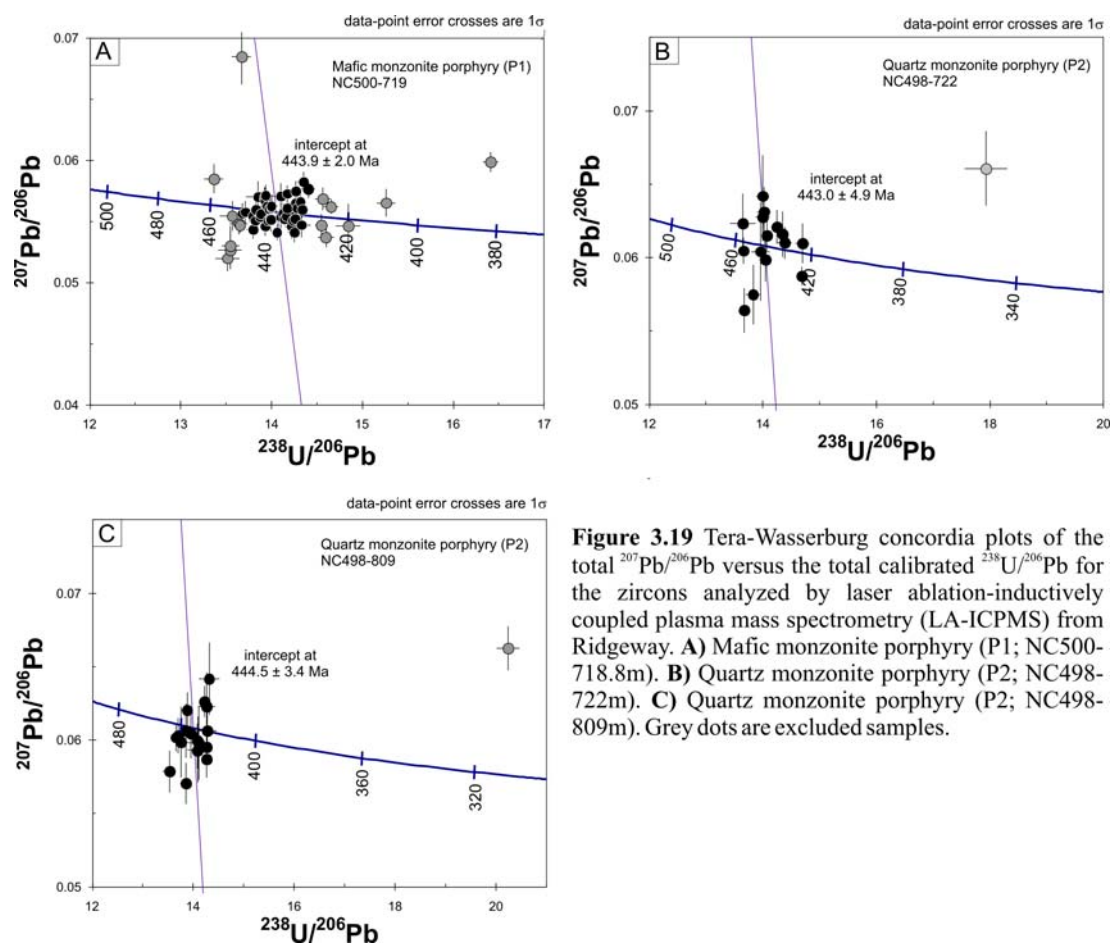 data-point error crosses are 1σ
0.07
A
Mafic monzonite porphyry (P1)
NC500-719
intercept at
443.9 ± 2.0 Ma
0.06
500
480
460
440
420
400
380
0.05
0.04
²⁰⁷Pb/²⁰⁶Pb
12
13
14
15
16
17
²³⁸U/²⁰⁶Pb
data-point error crosses are 1σ
B
Quartz monzonite porphyry (P2)
NC498-722
0.07
intercept at
443.0 ± 4.9 Ma
500
460
420
380
340
0.06
0.05
²⁰⁷Pb/²⁰⁶Pb
12
14
16
18
20
²³⁸U/²⁰⁶Pb
data-point error crosses are 1σ
C
Quartz monzonite porphyry (P2)
NC498-809
0.07
intercept at
444.5 ± 3.4 Ma
480
400
360
320
0.06
0.05
²⁰⁷Pb/²⁰⁶Pb
12
14
16
18
20
²³⁸U/²⁰⁶Pb
Figure 3.19 Tera-Wasserburg concordia plots of the
total ²⁰⁷Pb/²⁰⁶Pb versus the total calibrated ²³⁸U/²⁰⁶Pb for
the zircons analyzed by laser ablation-inductively
coupled plasma mass spectrometry (LA-ICPMS) from
Ridgeway. A) Mafic monzonite porphyry (P1; NC500-
718.8m). B) Quartz monzonite porphyry (P2; NC498-
722m). C) Quartz monzonite porphyry (P2; NC498-
809m). Grey dots are excluded samples.